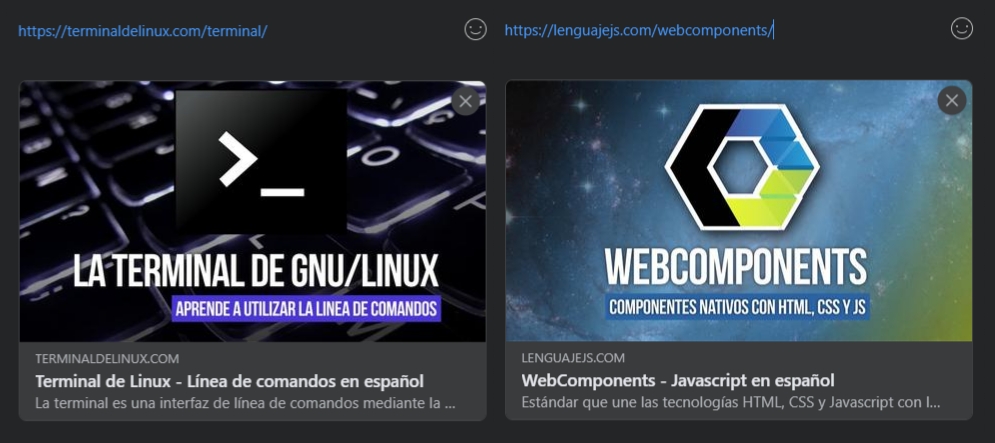 https://terminaldelinux.com/terminal/
>_
LA TERMINAL DE GNU/LINUX
APRENDE A UTILIZAR LA LINEA DE COMANDOS
TERMINALDELINUX.COM
Terminal de Linux - Línea de comandos en español
La terminal es una interfaz de línea de comandos mediante la ...
https://lenguajejs.com/webcomponents/
WEBCOMPONENTS
COMPONENTES NATIVOS CON HTML, CSS Y JS
LENGUAJEJS.COM
WebComponents - Javascript en español
Estándar que une las tecnologías HTML, CSS y Javascript con l...